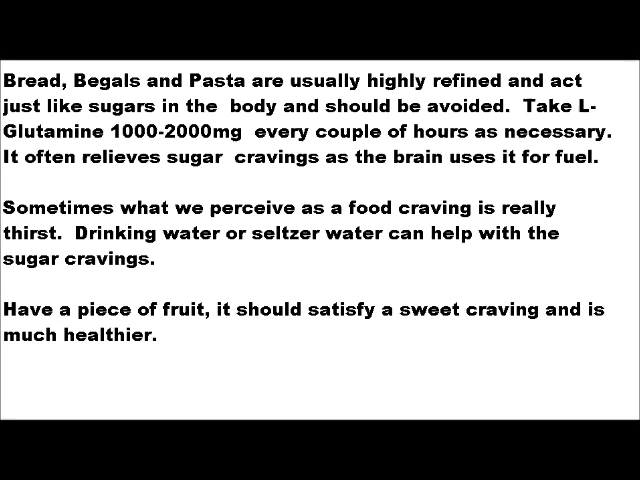 Bread, Begals and Pasta are usually highly refined and act
just like sugars in the  body and should be avoided.  Take L-
Glutamine 1000-2000mg  every couple of hours as necessary.
It often relieves sugar  cravings as the brain uses it for fuel.
Sometimes what we perceive as a food craving is really
thirst.  Drinking water or seltzer water can help with the
sugar cravings.
Have a piece of fruit, it should satisfy a sweet craving and is
much healthier.